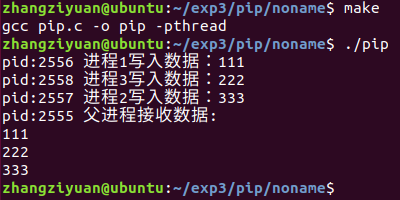 zhangziyuan@ubuntu:~/exp3/pip/noname$ make
gcc pip.c -o pip -pthread
zhangziyuan@ubuntu:~/exp3/pip/noname$ ./pip
pid:2556 进程1写入数据：111
pid:2558 进程3写入数据：222
pid:2557 进程2写入数据：333
pid:2555 父进程接收数据:
111
222
333
zhangziyuan@ubuntu:~/exp3/pip/noname$